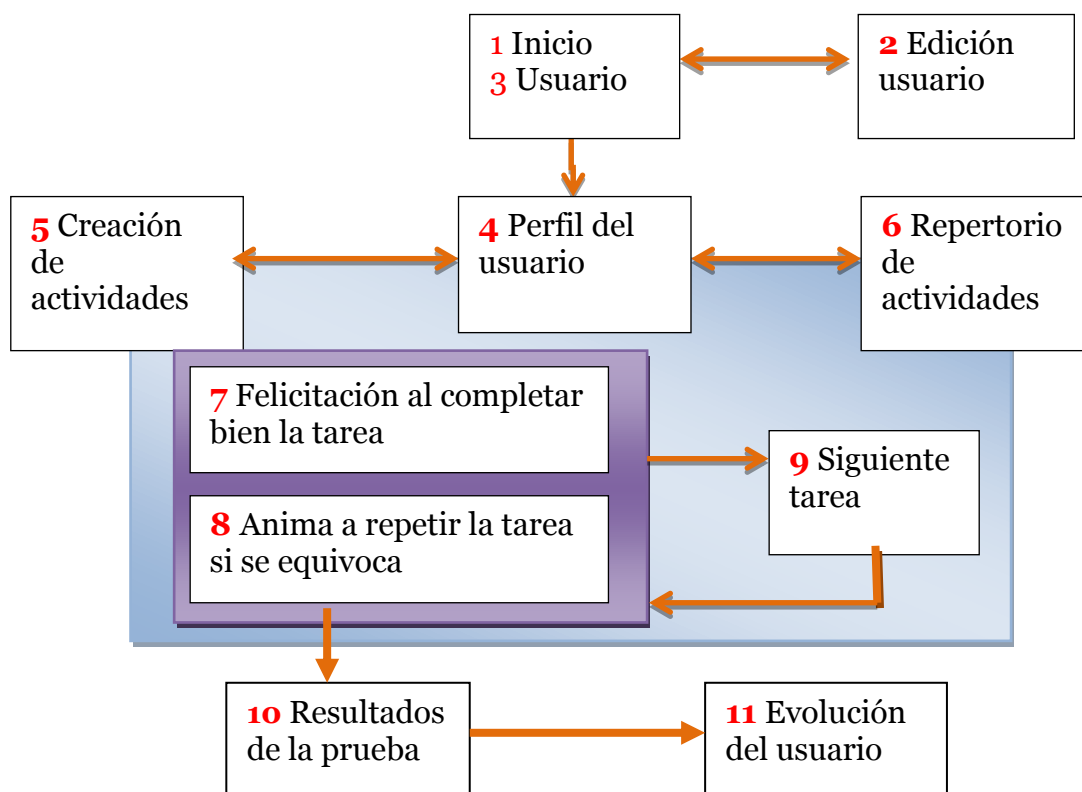 1 Inicio
3 Usuario
2 Edición
usuario
5 Creación
de
actividades
4 Perfil del
usuario
6 Repertorio
de
actividades
7 Felicitación al completar
bien la tarea
8 Anima a repetir la tarea
si se equivoca
9 Siguiente
tarea
10 Resultados
de la prueba
11 Evolución
del usuario